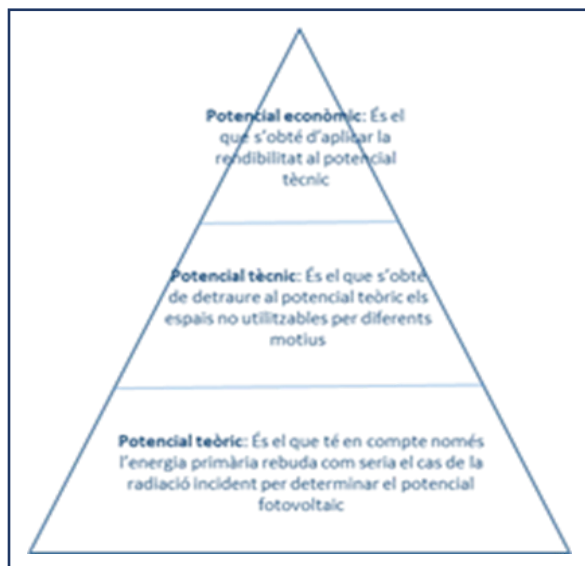 Potencial econòmic: És el
que s'obté d'aplicar la
rendibilitat al potencial
tècnic
Potencial tècnic: És el que s'obté
de detraure al potencial teòric els
espais no utilitzables per diferents
motius
Potencial teòric: És el que té en compte només
l'energia primària rebuda com seria el cas de la
radiació incident per determinar el potencial
fotovoltaic